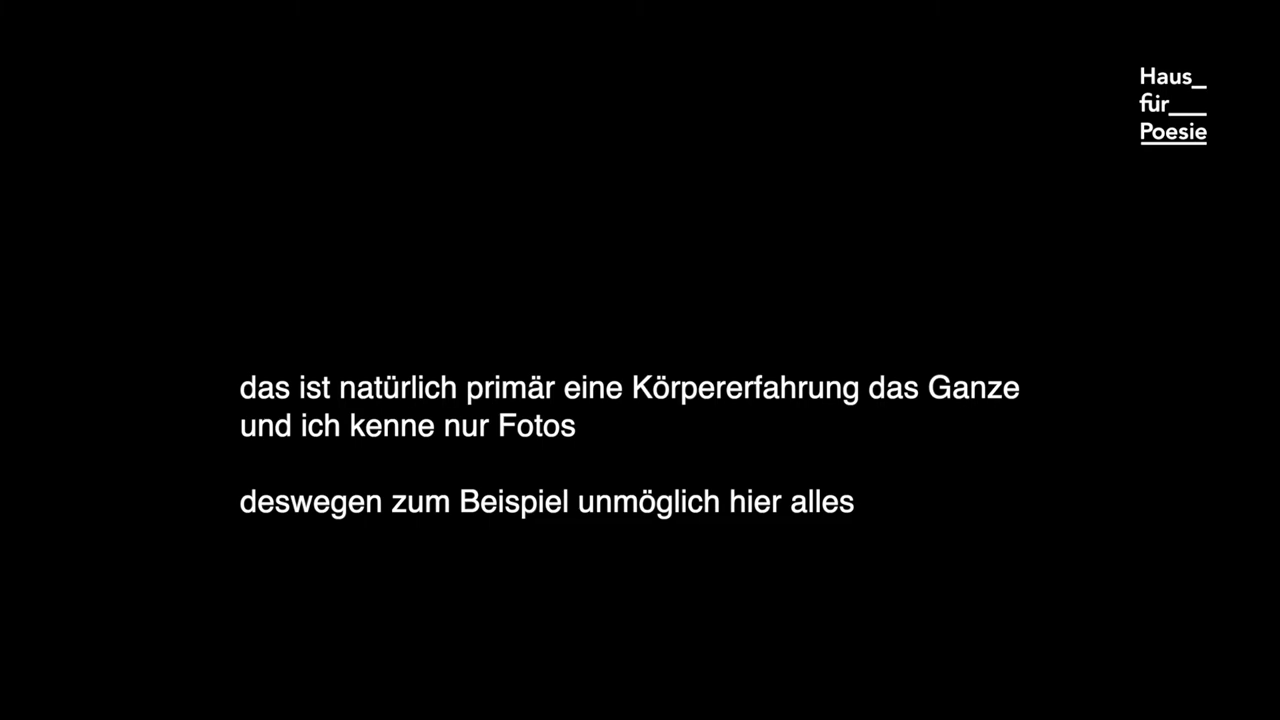 Haus_
für___
Poesie
das ist natürlich primär eine Körpererfahrung das Ganze
und ich kenne nur Fotos
deswegen zum Beispiel unmöglich hier alles